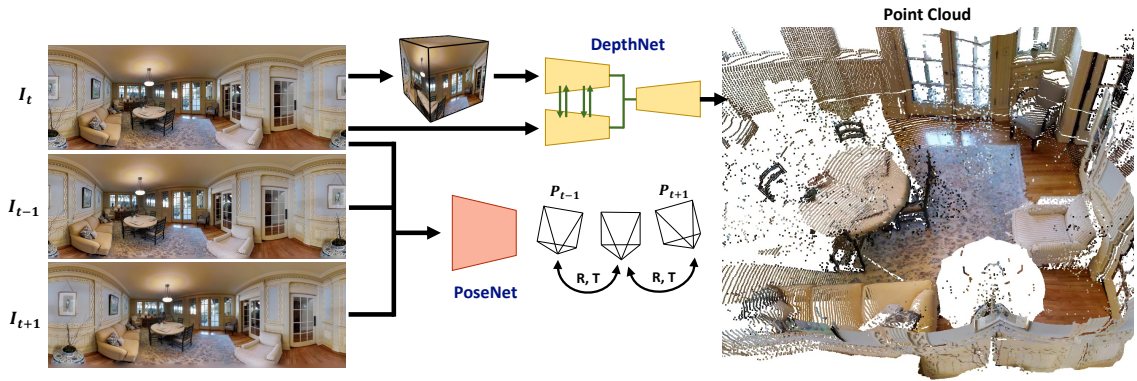 Point Cloud
DepthNet
I_t
I_{t-1}
P_{t-1}
P_{t+1}
R, T
R, T
PoseNet
I_{t+1}